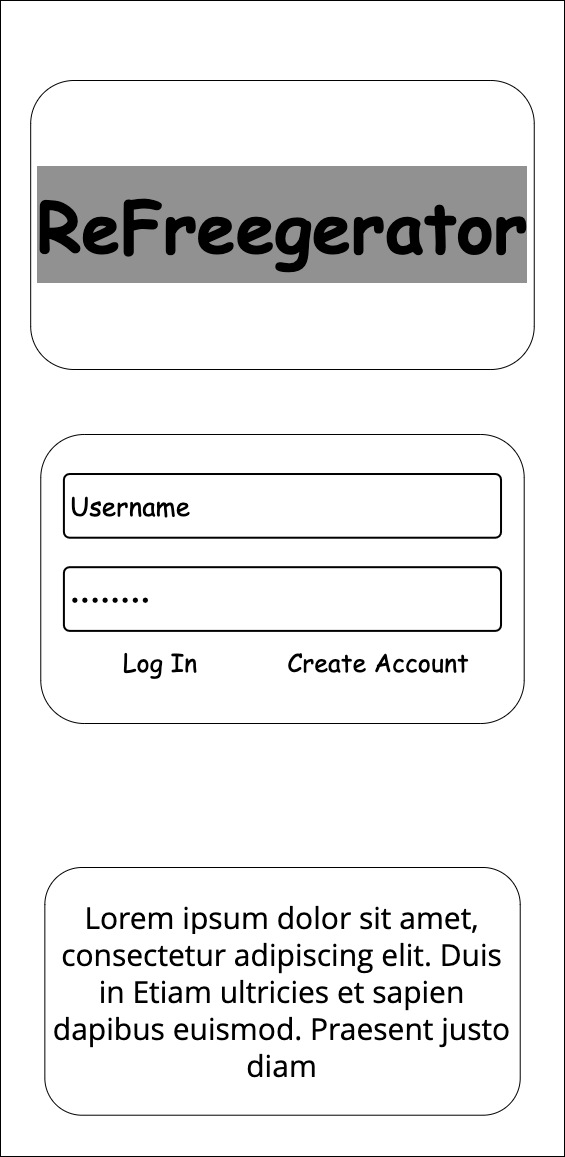 ReFreegerator
Username
••••••••
Log In
Create Account
Lorem ipsum dolor sit amet,
consectetur adipiscing elit. Duis
in Etiam ultricies et sapien
dapibus euismod. Praesent justo
diam